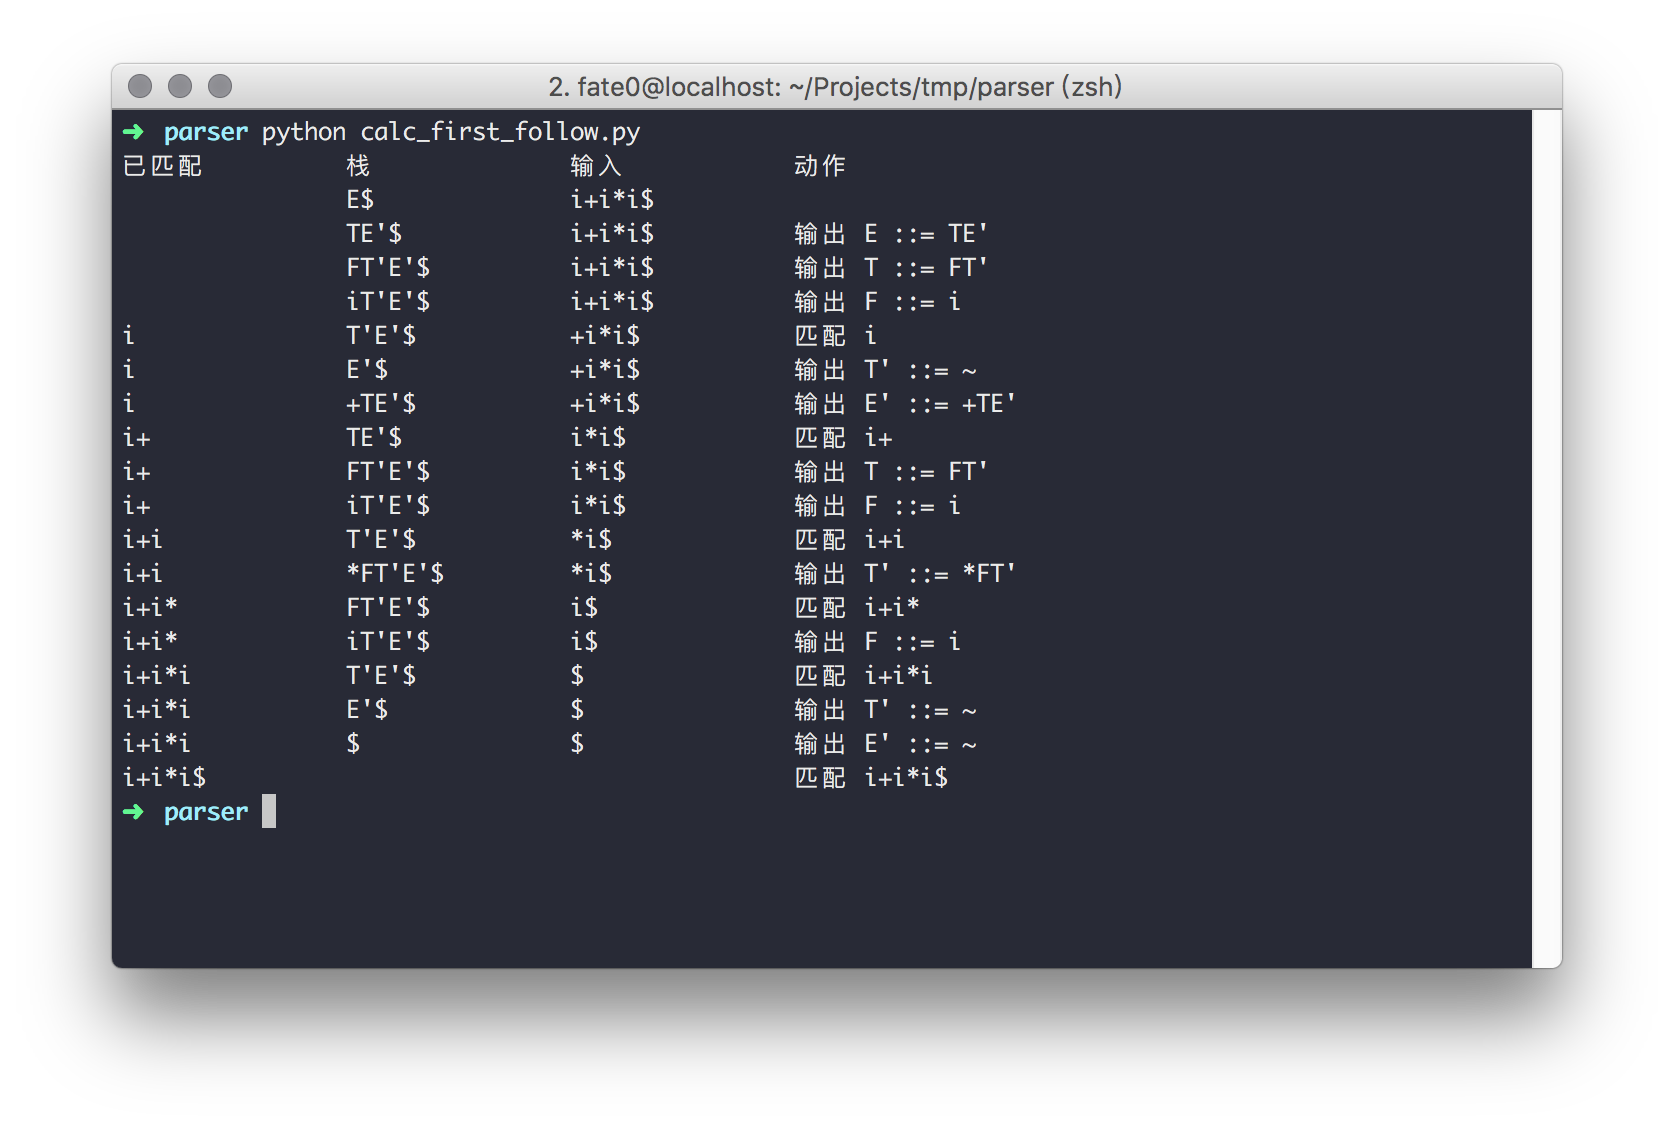 2. fate0@localhost: ~/Projects/tmp/parser (zsh)
➜ parser python calc_first_follow.py
已匹配 栈 输入 动作
E$ i+i*i$
TE'$ i+i*i$ 输出 E ::= TE'
FT'E'$ i+i*i$ 输出 T ::= FT'
iT'E'$ i+i*i$ 输出 F ::= i
i T'E'$ +i*i$ 匹配 i
i E'$ +i*i$ 输出 T' ::= ~
i +TE'$ +i*i$ 输出 E' ::= +TE'
i+ TE'$ i*i$ 匹配 i+
i+ FT'E'$ i*i$ 输出 T ::= FT'
i+ iT'E'$ i*i$ 输出 F ::= i
i+i T'E'$ *i$ 匹配 i+i
i+i *FT'E'$ *i$ 输出 T' ::= *FT'
i+i* FT'E'$ i$ 匹配 i+i*
i+i* iT'E'$ i$ 输出 F ::= i
i+i*i T'E'$ $ 匹配 i+i*i
i+i*i E'$ $ 输出 T' ::= ~
i+i*i $ $ 输出 E' ::= ~
i+i*i$ 匹配 i+i*i$
➜ parser